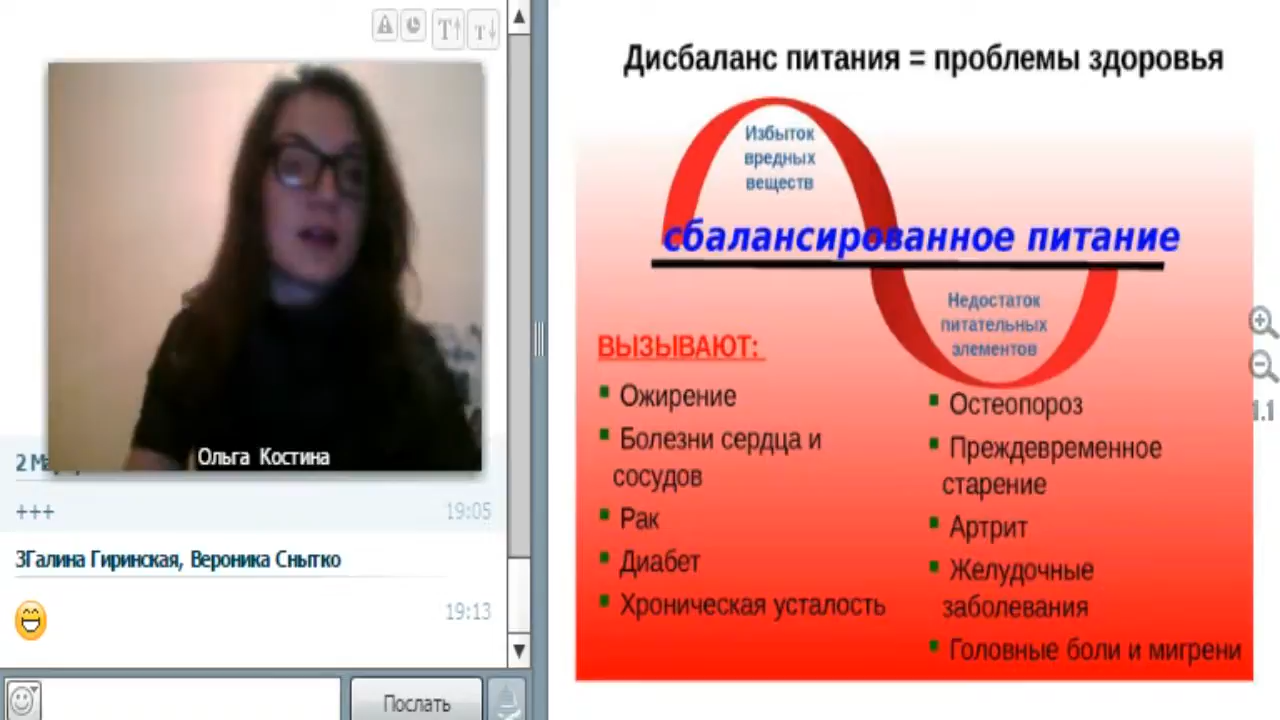 Ольга Костина
+++
19:05
3Галина Гиринская, Вероника Снытко
19:13
Послать
Дисбаланс питания = проблемы здоровья
Избыток
вредных
веществ
сбалансированное питание
Недостаток
питательных
элементов
ВЫЗЫВАЮТ:
Ожирение
Болезни сердца и
сосудов
Рак
Диабет
Хроническая усталость
Остеопороз
Преждевременное
старение
Артрит
Желудочные
заболевания
Головные боли и мигрени